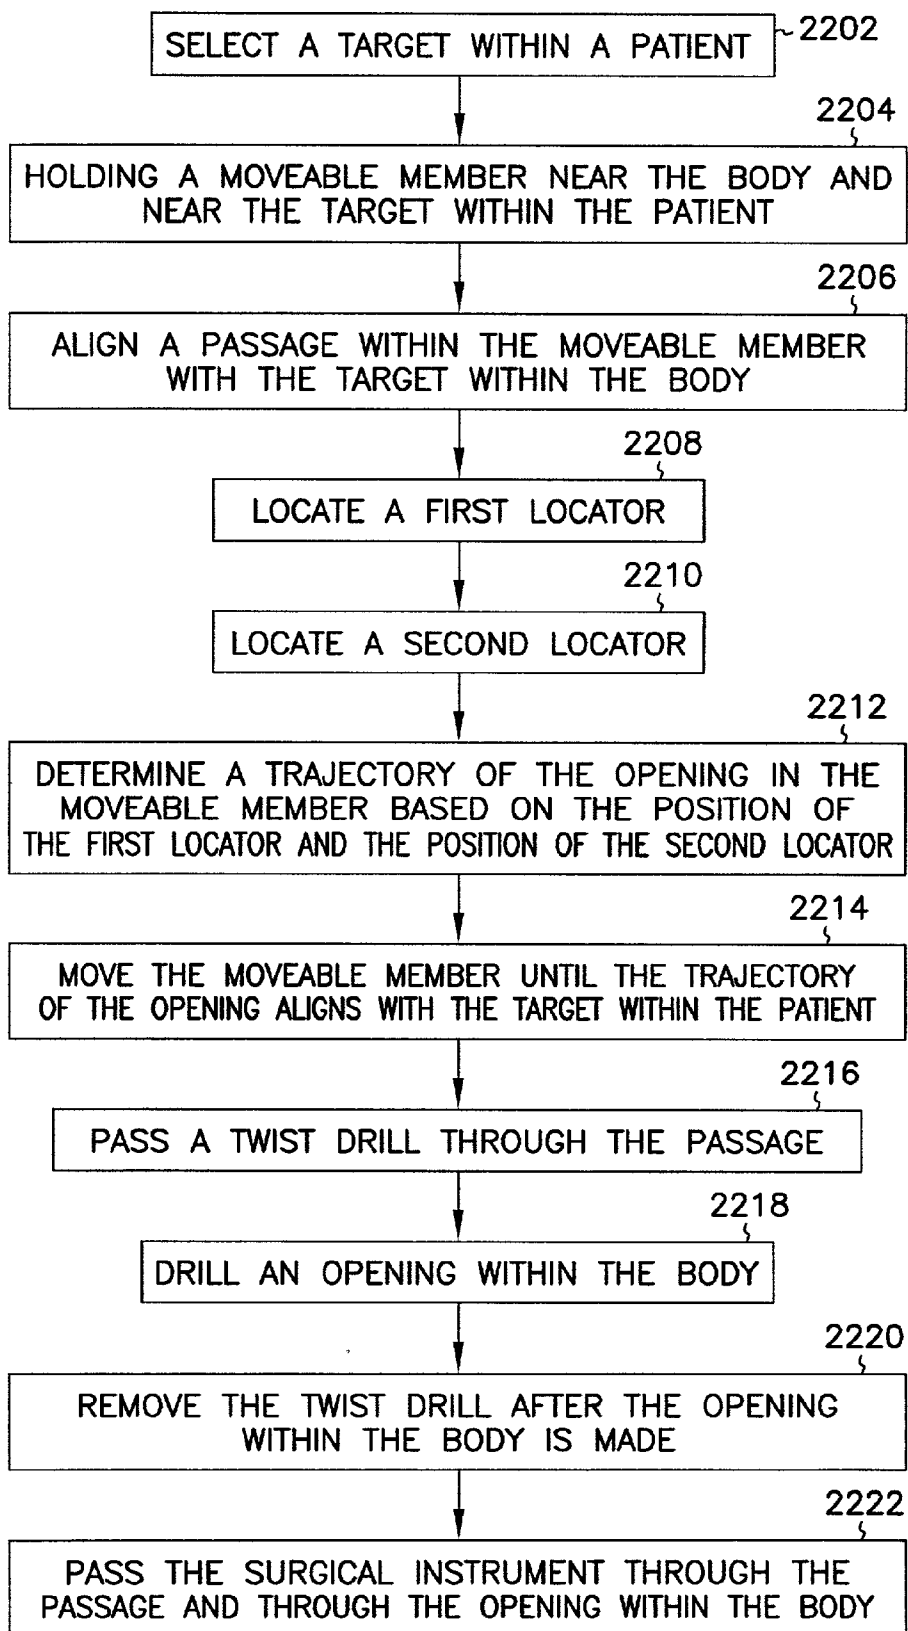 SELECT A TARGET WITHIN A PATIENT
2202
2204
HOLDING A MOVEABLE MEMBER NEAR THE BODY AND
NEAR THE TARGET WITHIN THE PATIENT
2206
ALIGN A PASSAGE WITHIN THE MOVEABLE MEMBER
WITH THE TARGET WITHIN THE BODY
2208
LOCATE A FIRST LOCATOR
2210
LOCATE A SECOND LOCATOR
2212
DETERMINE A TRAJECTORY OF THE OPENING IN THE
MOVEABLE MEMBER BASED ON THE POSITION OF
THE FIRST LOCATOR AND THE POSITION OF THE SECOND LOCATOR
2214
MOVE THE MOVEABLE MEMBER UNTIL THE TRAJECTORY
OF THE OPENING ALIGNS WITH THE TARGET WITHIN THE PATIENT
2216
PASS A TWIST DRILL THROUGH THE PASSAGE
2218
DRILL AN OPENING WITHIN THE BODY
2220
REMOVE THE TWIST DRILL AFTER THE OPENING
WITHIN THE BODY IS MADE
2222
PASS THE SURGICAL INSTRUMENT THROUGH THE
PASSAGE AND THROUGH THE OPENING WITHIN THE BODY